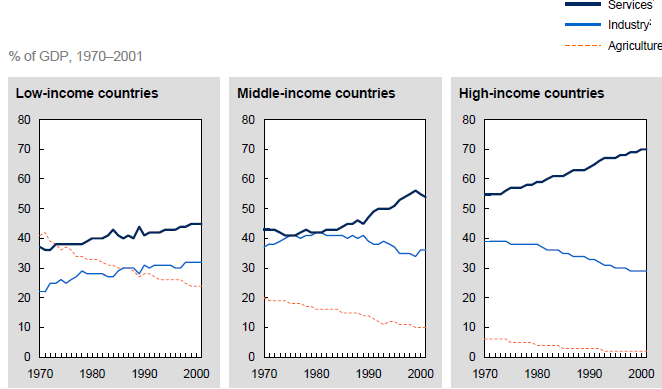 Services
Industry²
Agriculture
% of GDP, 1970–2001
Low-income countries
Middle-income countries
High-income countries
80 80 80
70 70 70
60 60 60
50 50 50
40 40 40
30 30 30
20 20 20
10 10 10
0 0 0
1970 1980 1990 2000 1970 1980 1990 2000 1970 1980 1990 2000